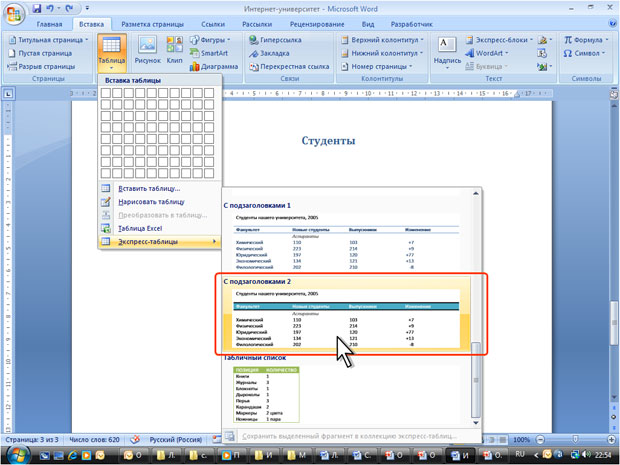 Интернет-университет - Microsoft Word
Главная Вставка Разметка страницы Ссылки Рассылки Рецензирование Вид Разработчик
Титульная страница
Пустая страница
Разрыв страницы
Страницы
Таблица
Рисунок Клип
Фигуры
SmartArt
Диаграмма
Гиперссылка
Закладка
Перекрестная ссылка
Связи
Верхний колонтитул
Нижний колонтитул
Номер страницы
Колонтитулы
Надпись
Экспресс-блоки
WordArt
Буквица
Текст
Формула
Символ
Символы
Вставка таблицы
Вставить таблицу...
Нарисовать таблицу
Преобразовать в таблицу...
Таблица Excel
Экспресс-таблицы
Студенты
С подзаголовками 1
Студенты нашего университета, 2005
Факультет Новые студенты Выпускники Изменение
Аспиранты
Химический 110 103 +7
Физический 223 214 +9
Юридический 197 120 +77
Экономический 134 121 +13
Филологический 202 210 -8
С подзаголовками 2
Студенты нашего университета, 2005
Факультет Новые студенты Выпускники Изменение
Аспиранты
Химический 110 103 +7
Физический 223 214 +9
Юридический 197 120 +77
Экономический 134 121 +13
Филологический 202 210 -8
Табличный список
ПОЗИЦИЯ КОЛИЧЕСТВО
Книги 1
Журналы 3
Блокноты 1
Дыроколы 1
Перья 3
Карандаши 2
Маркеры 2 цвета
Ножницы 1 пара
Сохранить выделенный фрагмент в коллекцию экспресс-таблиц...
Страница: 3 из 3 Число слов: 620 Русский (Россия) 100%
RU 22:54